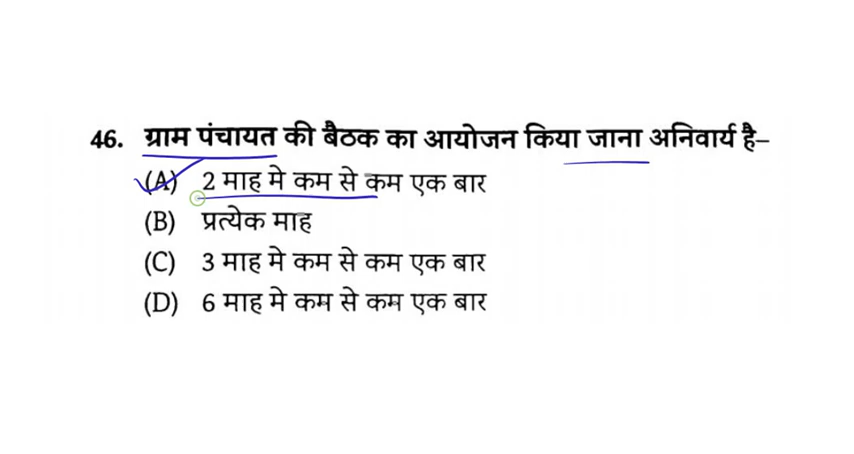 46. ग्राम पंचायत की बैठक का आयोजन किया जाना अनिवार्य है–
(A) 2 माह मे कम से कम एक बार
(B) प्रत्येक माह
(C) 3 माह मे कम से कम एक बार
(D) 6 माह मे कम से कम एक बार